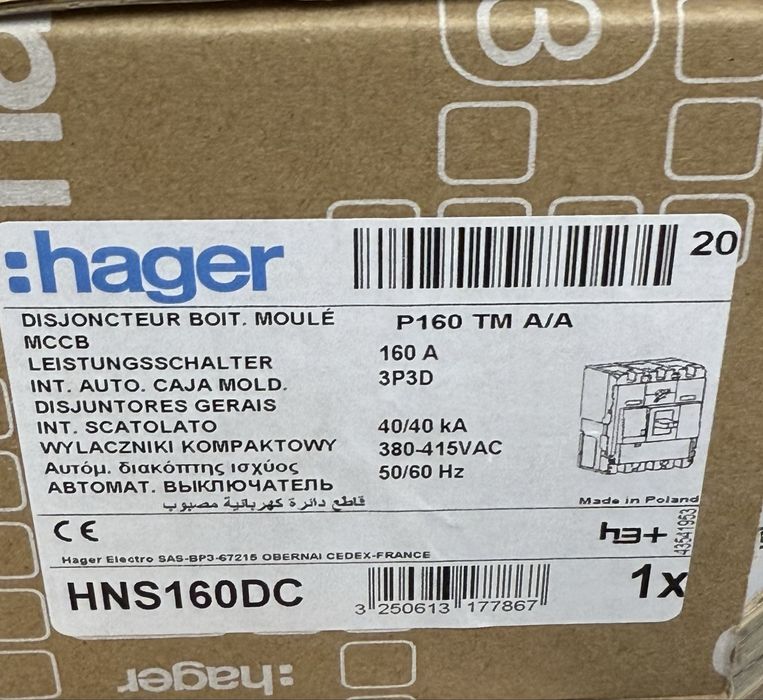 h3
:hager
20
DISJONCTEUR BOIT. MOULÉ
P160 TM A/A
MCCB
160 A
LEISTUNGSSCHALTER
3P3D
INT. AUTO. CAJA MOLD.
DISJUNTORES GERAIS
INT. SCATOLATO
40/40 kA
WYLACZNIKI KOMPAKTOWY
380-415VAC
Αυτόμ. διακόπτης ισχύος
50/60 Hz
АВТОМАТ. ВЫКЛЮЧАТЕЛЬ
قاطع دائرة كهربائية مصبوب
Made in Poland
CE
h3+
43541953
Hager Electro SAS-BP3-67215 OBERNAI CEDEX-FRANCE
HNS160DC
3 250613 177867
1x
:hager